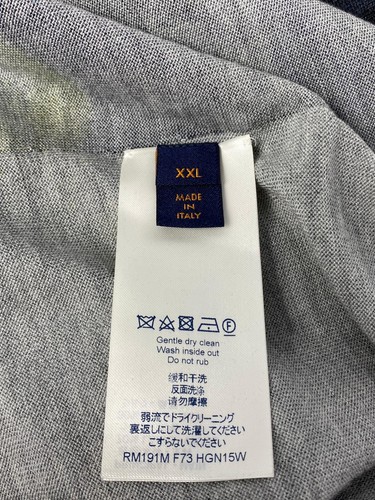 XXL
MADE
IN
ITALY
Gentle dry clean
Wash inside out
Do not rub
缓和干洗
反面洗涤
请勿摩擦
弱流でドライクリーニング
裏返しにして洗濯してください
こすらないでください
RM191M F73 HGN15W